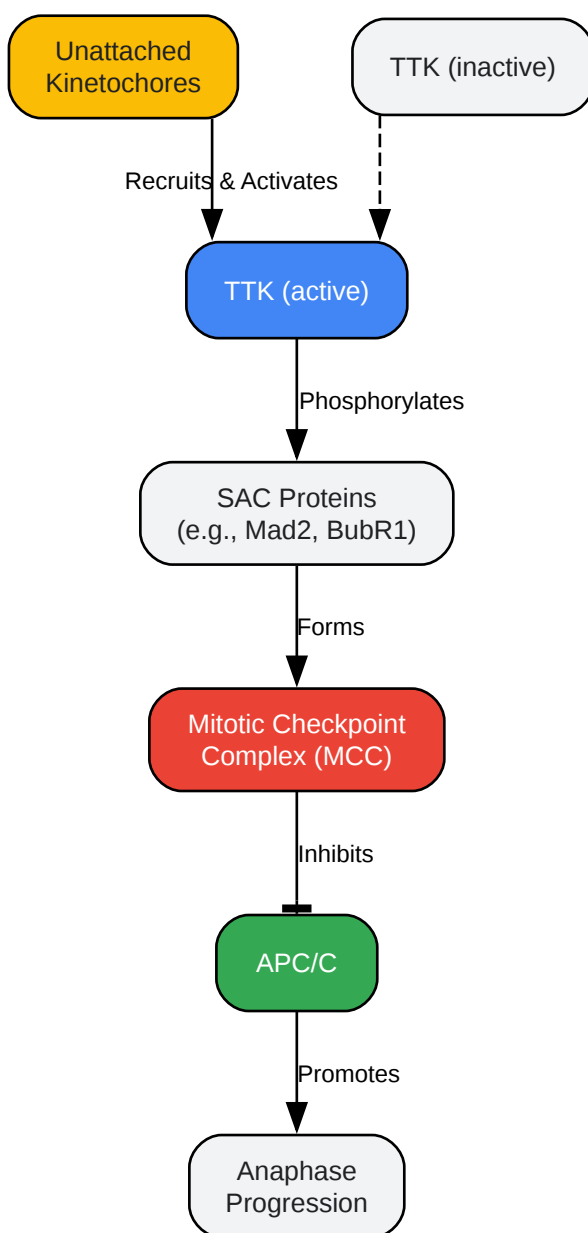 Unattached
Kinetochores
TTK (inactive)
Recruits & Activates
TTK (active)
Phosphorylates
SAC Proteins
(e.g., Mad2, BubR1)
Forms
Mitotic Checkpoint
Complex (MCC)
Inhibits
APC/C
Promotes
Anaphase
Progression